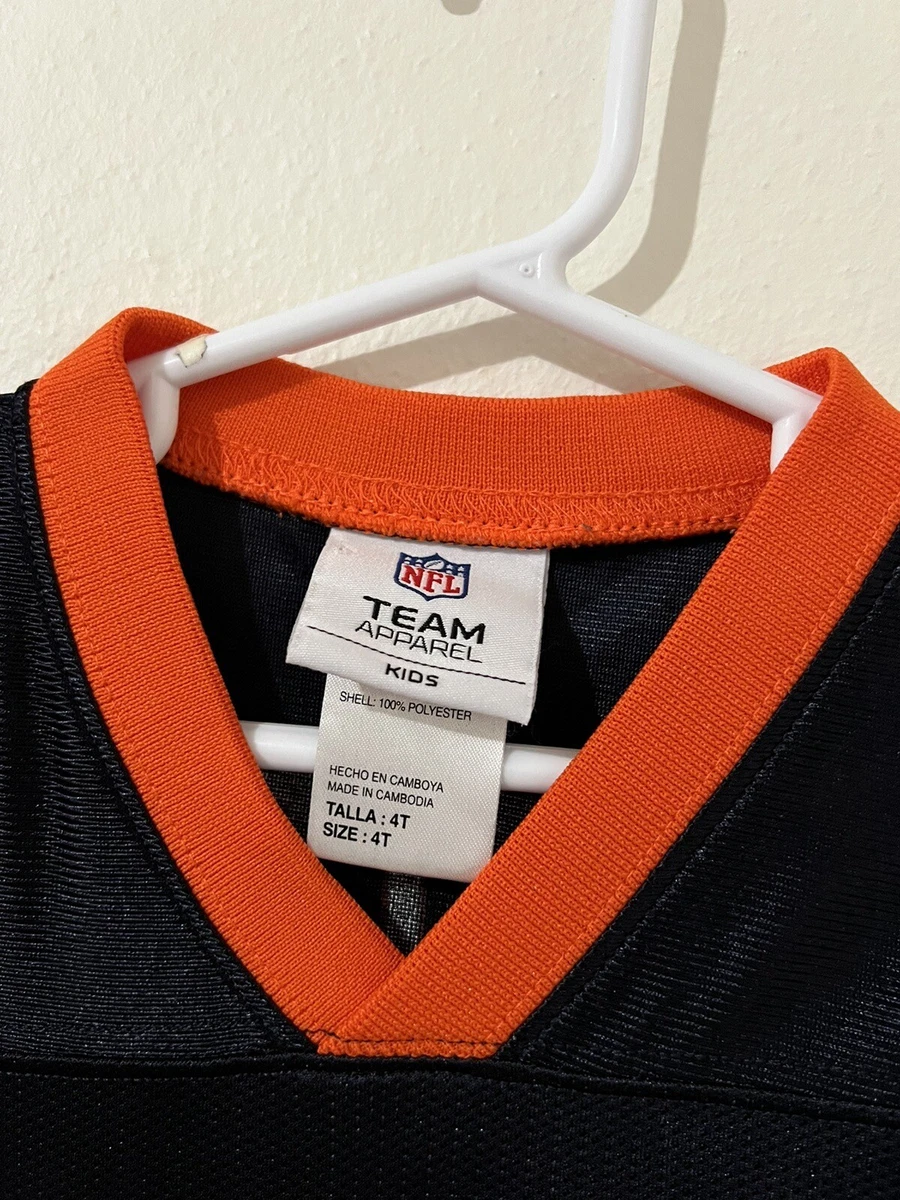 NFL
TEAM
APPAREL
KIDS
SHELL: 100% POLYESTER
HECHO EN CAMBOYA
MADE IN CAMBODIA
TALLA : 4T
SIZE : 4T